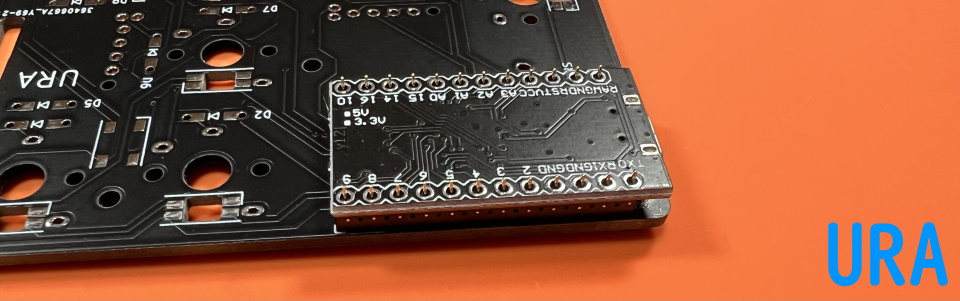 D7
URA
D6
D5
D2
10 16 14 15 A0 A1 A2 A3 VCC RST GND RAW
5V
3.3V
9 8 7 6 5 4 3 2 GND GND RXI TXO
URA